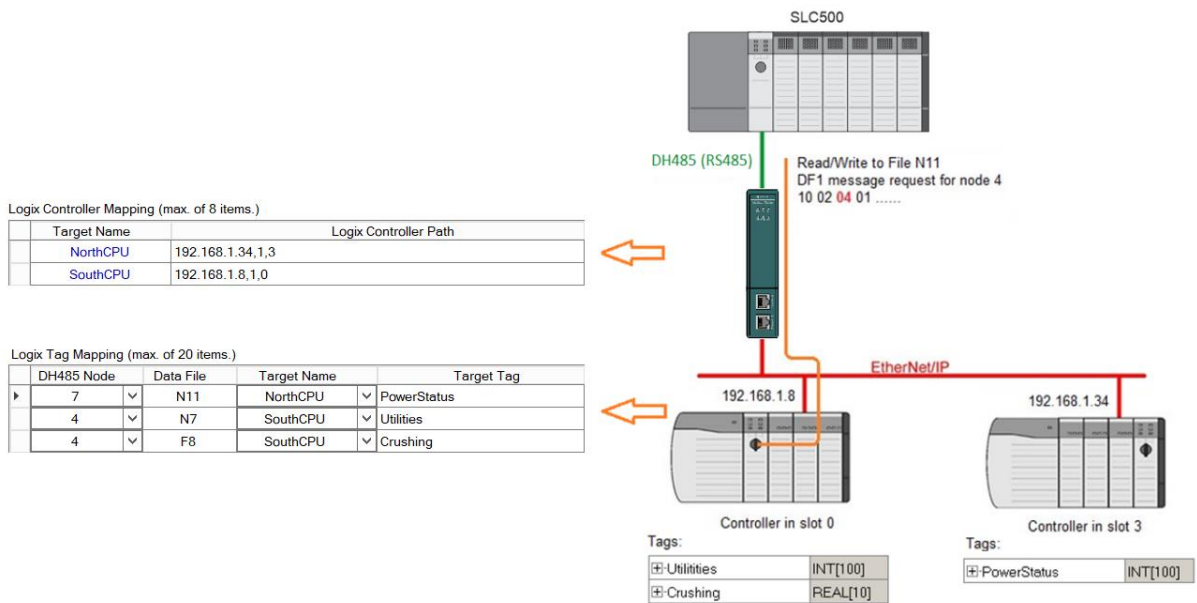 SLC500
DH485 (RS485)
Read/Write to File N11
DF1 message request for node 4
10 02 04 01 ......
Logix Controller Mapping (max. of 8 items.)
Target Name Logix Controller Path
NorthCPU 192.168.1.34,1,3
SouthCPU 192.168.1.8,1,0
Logix Tag Mapping (max. of 20 items.)
DH485 Node Data File Target Name Target Tag
7 N11 NorthCPU PowerStatus
4 N7 SouthCPU Utilities
4 F8 SouthCPU Crushing
EtherNet/IP
192.168.1.8
192.168.1.34
Controller in slot 0
Controller in slot 3
Tags:
Utilitities INT[100]
Crushing REAL[10]
Tags:
PowerStatus INT[100]